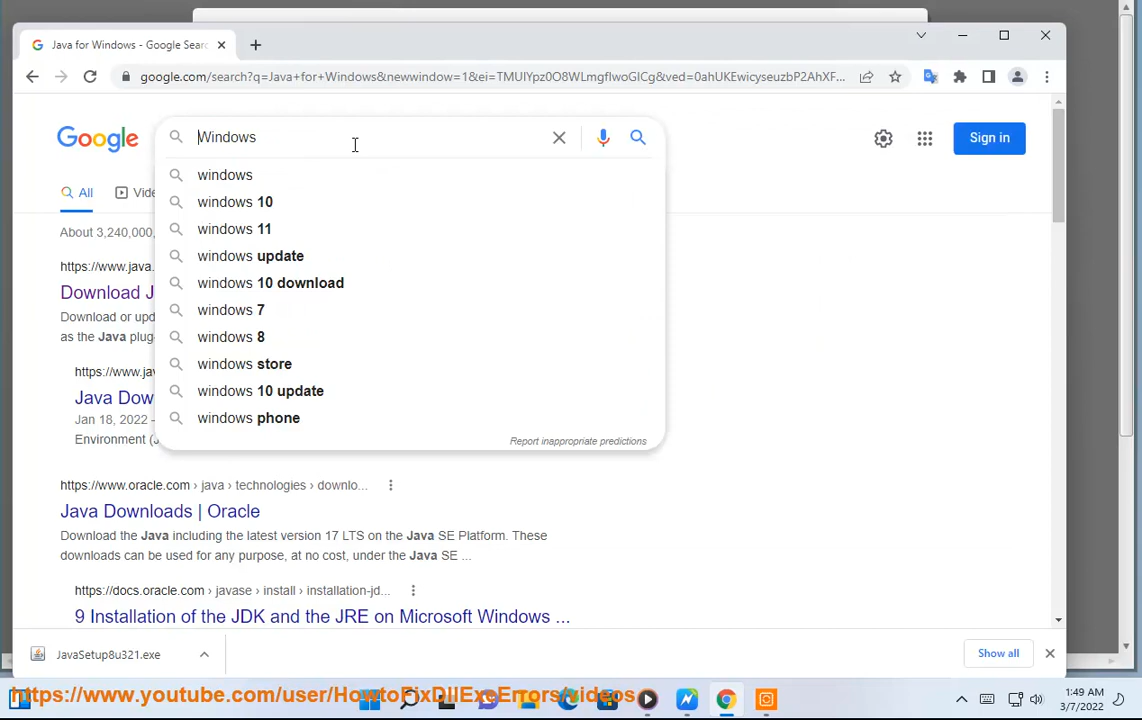 Java for Windows - Google Searc
google.com/search?q=Java+for+Windows&newwindow=1&ei=TMUIYpz0O8WLmgfIwoGICg&ved=0ahUKEwicyseuzbP2AhXF...
Google
Windows
Sign in
windows
windows 10
windows 11
windows update
windows 10 download
windows 7
windows 8
windows store
windows 10 update
windows phone
Report inappropriate predictions
All
Vide
About 3,240,000,
https://www.java.
Download J
Download or upd
as the Java plug-
https://www.jav
Java Dow
Jan 18, 2022 —
Environment (J
https://www.oracle.com › java › technologies › downlo...
Java Downloads | Oracle
Download the Java including the latest version 17 LTS on the Java SE Platform. These
downloads can be used for any purpose, at no cost, under the Java SE ...
https://docs.oracle.com › javase › install › installation-jd...
9 Installation of the JDK and the JRE on Microsoft Windows ...
JavaSetup8u321.exe
Show all
https://www.youtube.com/user/HowtoFixDllExeErrors/videos
1:49 AM
3/7/2022